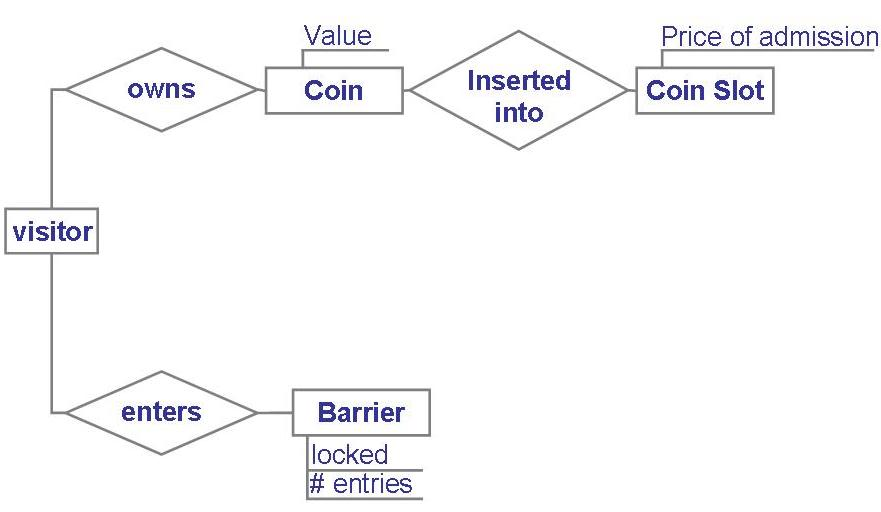 Value
Price of admission
owns
Coin
Inserted
into
Coin Slot
visitor
enters
Barrier
locked
# entries